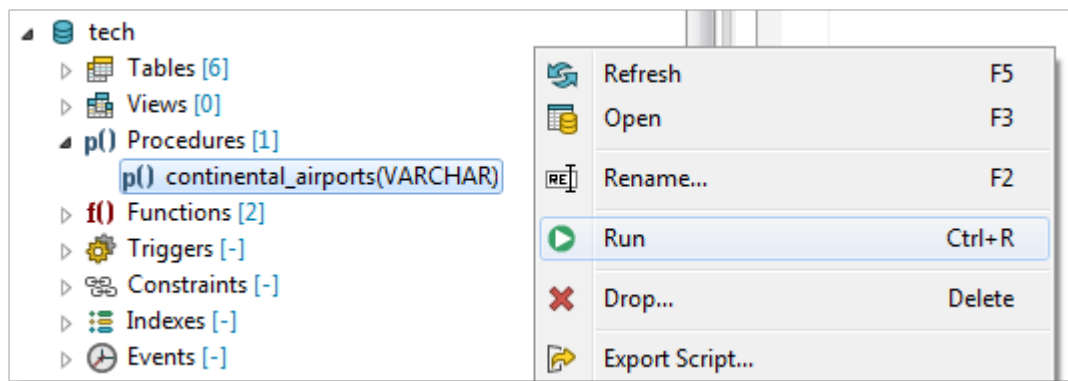 tech
Tables [6]
Views [0]
p() Procedures [1]
p() continental_airports(VARCHAR)
f() Functions [2]
Triggers [-]
Constraints [-]
Indexes [-]
Events [-]
Refresh F5
Open F3
RE Rename... F2
Run Ctrl+R
Drop... Delete
Export Script...